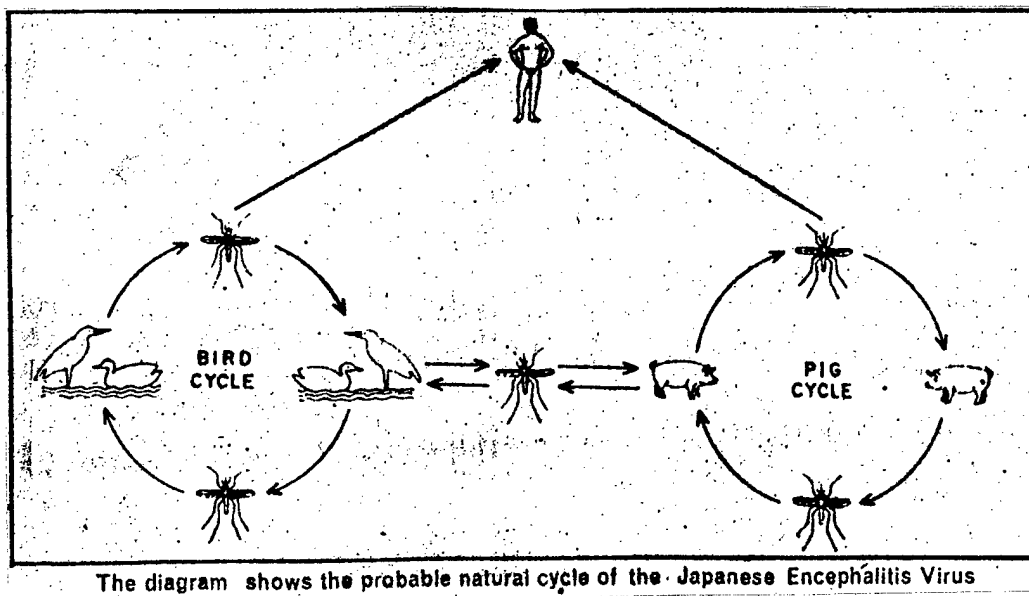 BIRD
CYCLE
PIG
CYCLE
The diagram shows the probable natural cycle of the Japanese Encephalitis Virus